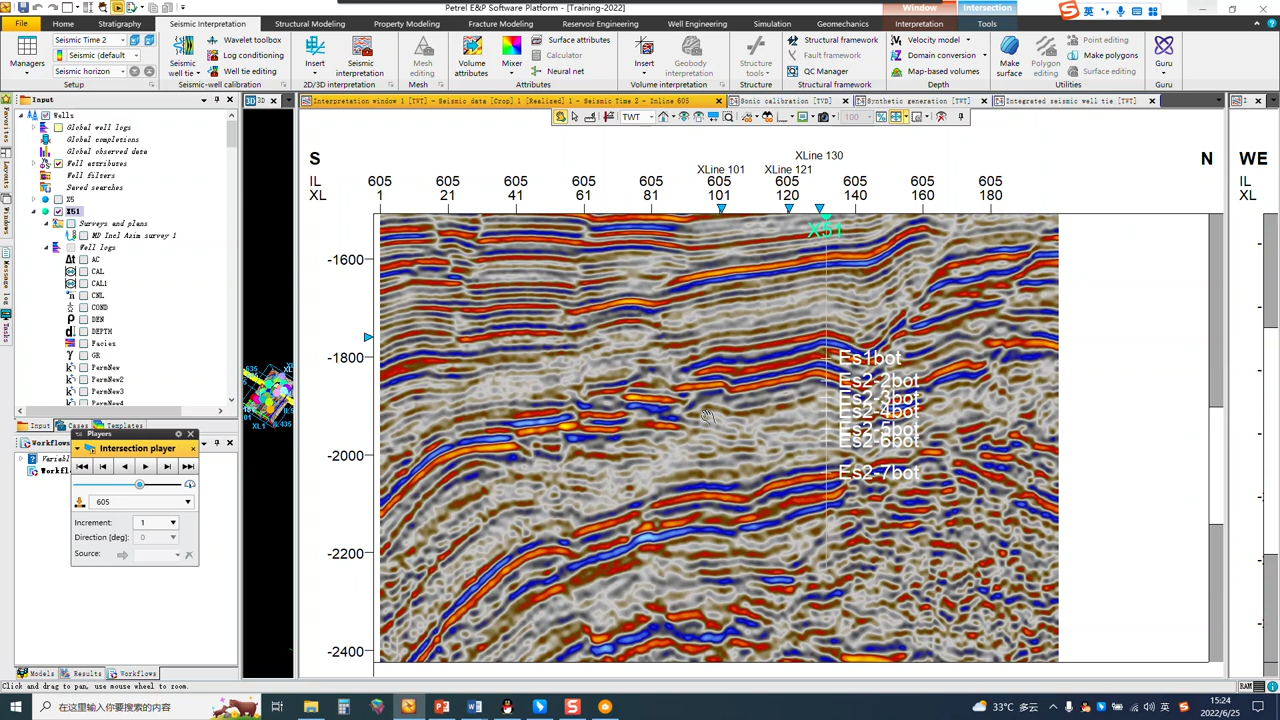 Petrel E&P Software Platform - [Training-2022]
Window
Intersection
英
File
Home
Stratigraphy
Seismic Interpretation
Structural Modeling
Property Modeling
Fracture Modeling
Reservoir Engineering
Well Engineering
Simulation
Geomechanics
Interpretation
Tools
Managers
Seismic Time 2
Seismic (default)
Seismic horizon
Setup
Seismic well tie
Wavelet toolbox
Log conditioning
Well tie editing
Seismic-well calibration
Insert
Seismic interpretation
2D/3D interpretation
Mesh editing
Mesh
Volume attributes
Mixer
Surface attributes
Calculator
Neural net
Attributes
Insert
Geobody interpretation
Volume interpretation
Structure tools
Structural framework
Fault framework
QC Manager
Structural framework
Velocity model
Domain conversion
Map-based volumes
Depth
Make surface
Polygon editing
Point editing
Make polygons
Surface editing
Utilities
Guru
Guru
Input
3D
Interpretation window 1 [TWT] - Seismic data [Crop] 1 [Realized] 1 - Seismic Time 2 - Inline 605
Sonic calibration [TVD]
Synthetic generation [TWT]
Integrated seismic well tie [TWT]
TWT
100
Favorites
Layouts
Message log
Tasks
Wells
Global well logs
Global completions
Global observed data
Well attributes
Well filters
Saved searches
X5
X51
Surveys and plans
MD Incl Azim survey 1
Well logs
AC
CAL
CAL1
CNL
COND
DEN
DEPTH
Facies
GR
PermNew
PermNew2
PermNew3
PermNew4
Input
Cases
Templates
Players
Intersection player
605
Increment:
1
Direction [deg]:
0
Source:
Workflows
Models
Results
Workflows
S
N
WE
XLine 130
XLine 101
XLine 121
IL 605 605 605 605 605 605 605 605 605 605
XL 1 21 41 61 81 101 120 140 160 180
IL
XL
X51
-1600
-1800
-2000
-2200
-2400
Es1bot
Es2-2bot
Es2-3bot
Es2-4bot
Es2-5bot
Es2-6bot
Es2-7bot
Click and drag to pan, use mouse wheel to zoom.
RAM
在这里输入你要搜索的内容
33°C 多云
英
15:24
2022/6/25